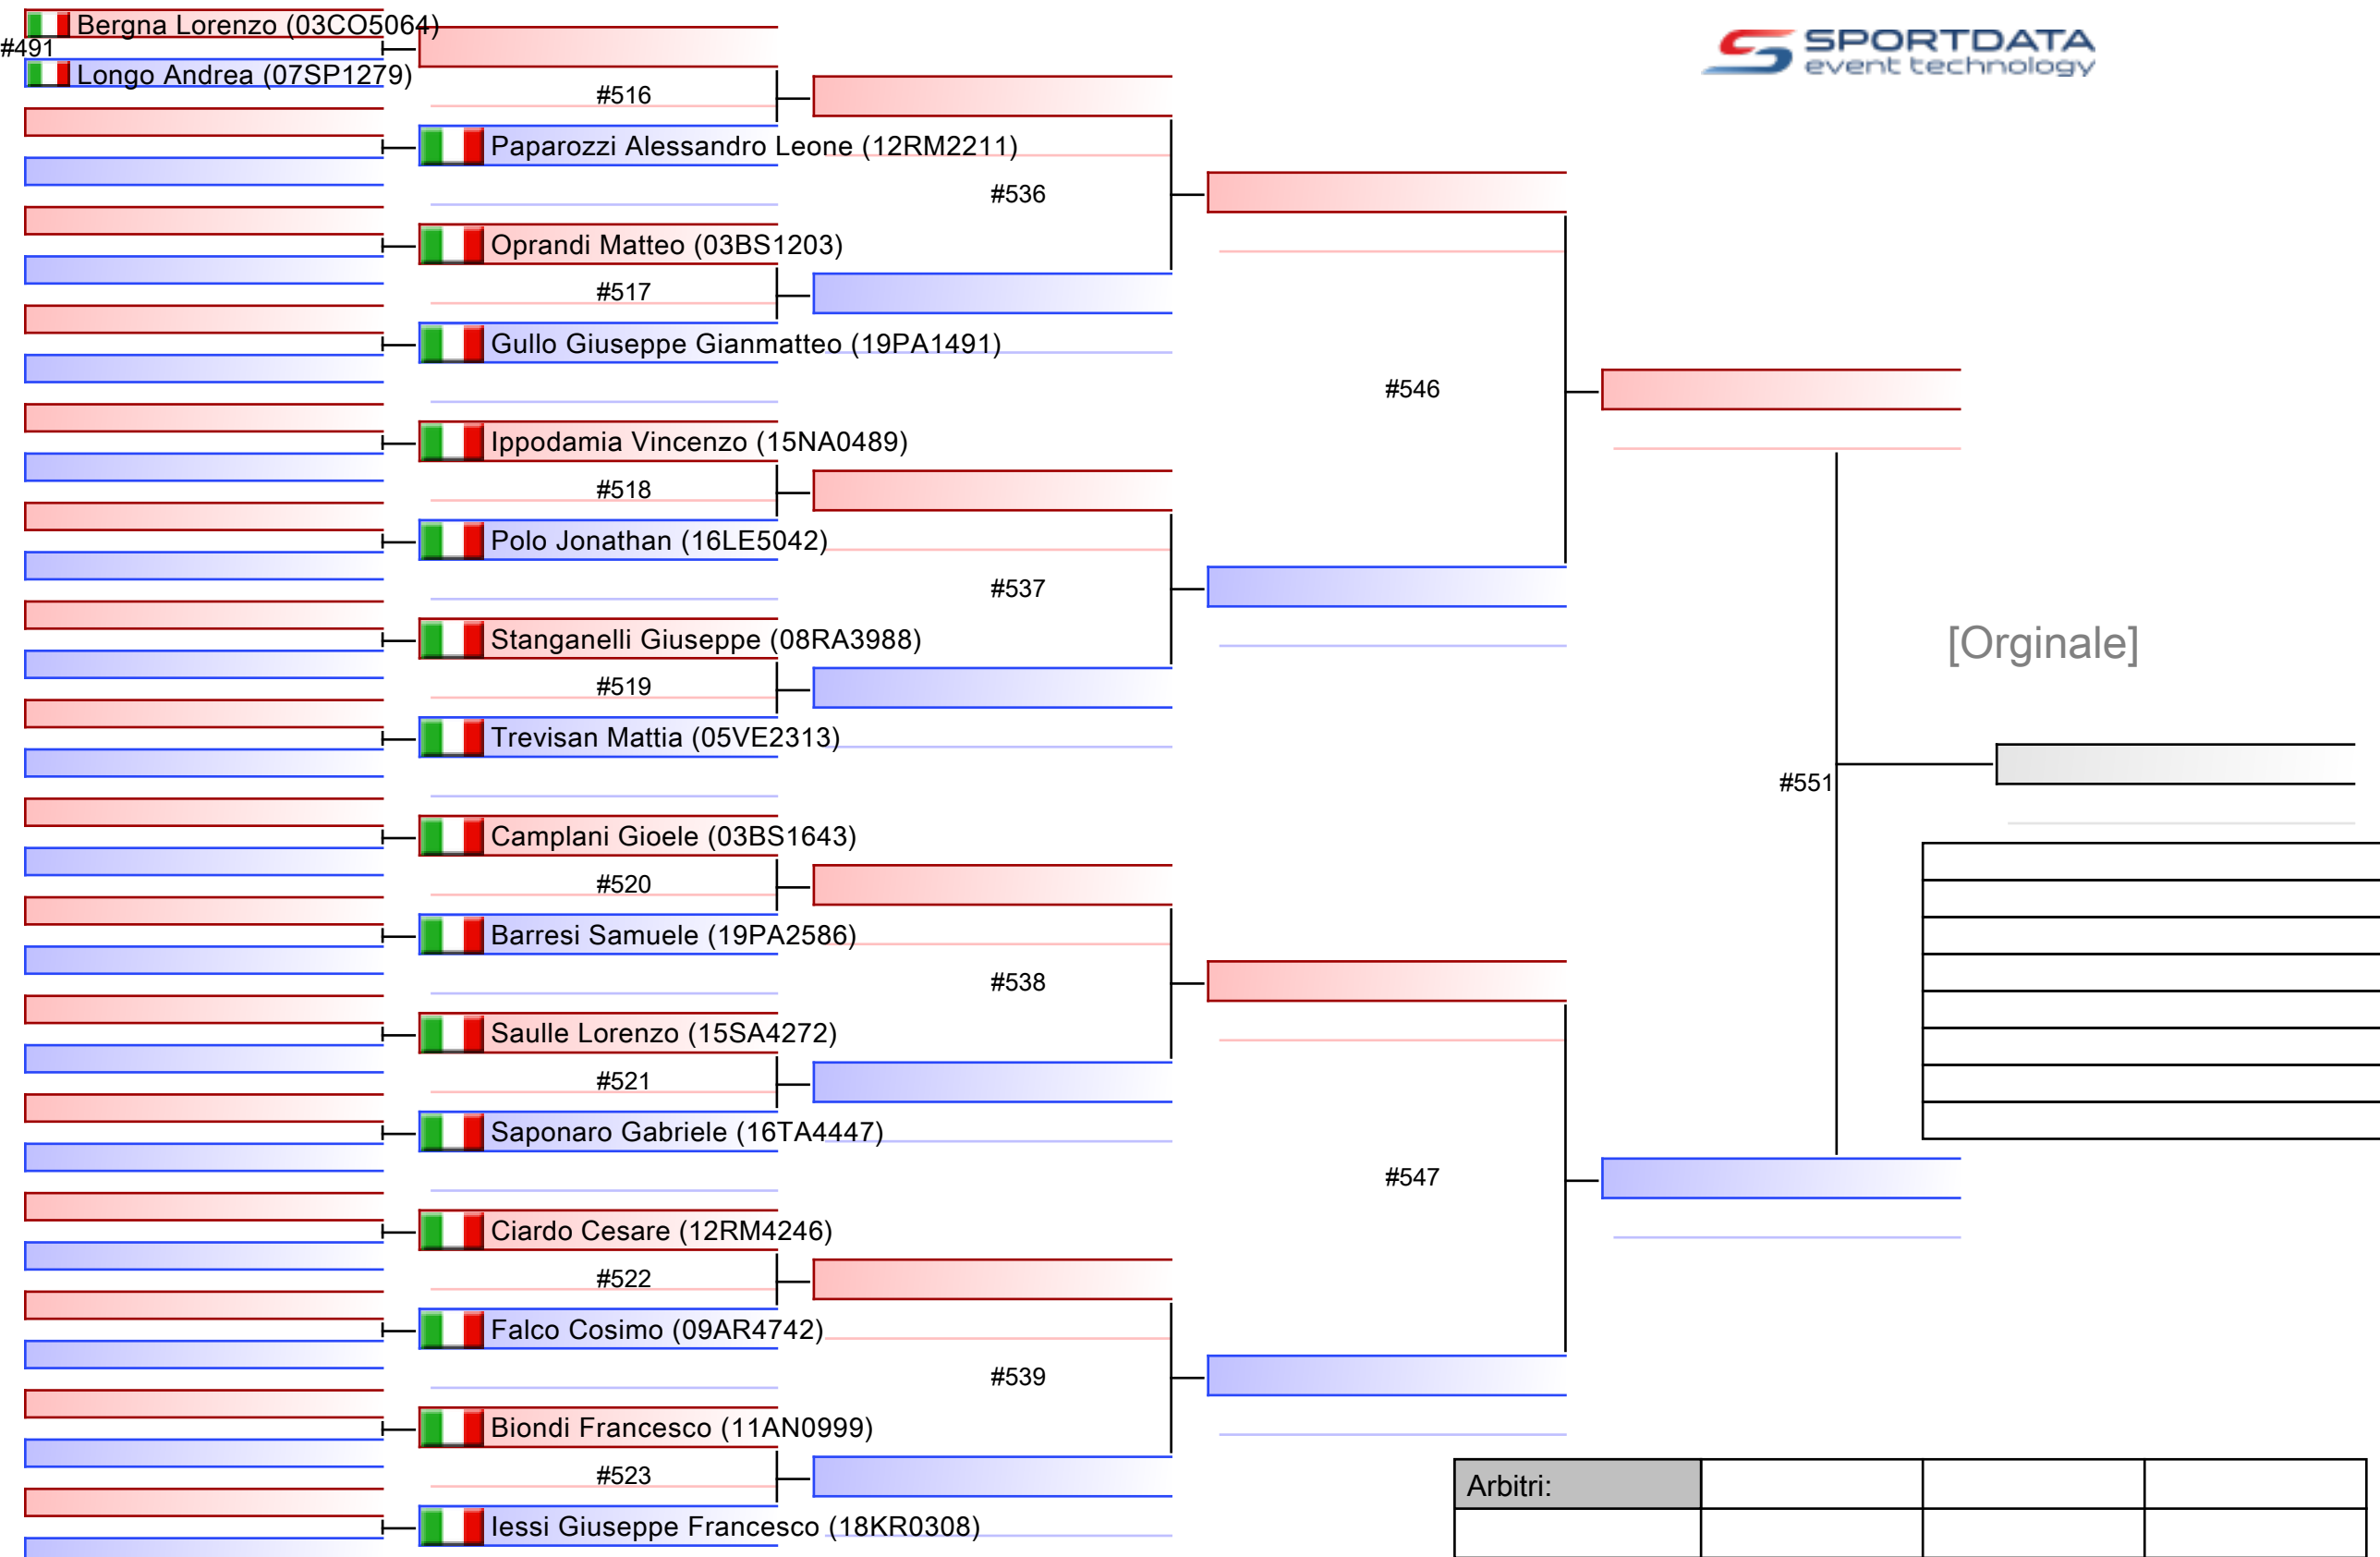 Bergna Lorenzo (03CO5064)
#491
Longo Andrea (07SP1279)
SPORTDATA
event technology
#516
Paparozzi Alessandro Leone (12RM2211)
#536
Oprandi Matteo (03BS1203)
#517
Gullo Giuseppe Gianmatteo (19PA1491)
#546
Ippodamia Vincenzo (15NA0489)
#518
Polo Jonathan (16LE5042)
#537
Stanganelli Giuseppe (08RA3988)
[Orginale]
#519
Trevisan Mattia (05VE2313)
#551
Camplani Gioele (03BS1643)
#520
Barresi Samuele (19PA2586)
#538
Saulle Lorenzo (15SA4272)
#521
Saponaro Gabriele (16TA4447)
#547
Ciardo Cesare (12RM4246)
#522
Falco Cosimo (09AR4742)
#539
Biondi Francesco (11AN0999)
#523
Arbitri:
Iessi Giuseppe Francesco (18KR0308)